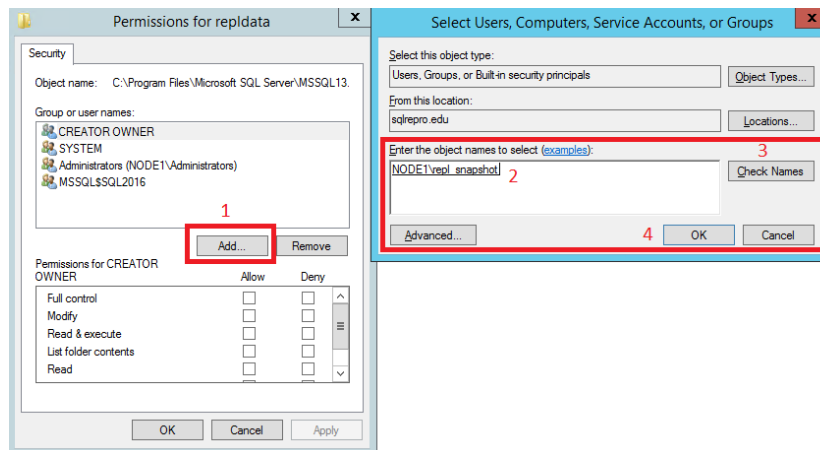 Permissions for repldata
x
Security
Object name: C:\Program Files\Microsoft SQL Server\MSSQL13.
Group or user names:
CREATOR OWNER
SYSTEM
Administrators (NODE1\Administrators)
MSSQL$SQL2016
1
Add... Remove
Permissions for CREATOR
OWNER Allow Deny
Full control
Modify
Read & execute
List folder contents
Read
OK Cancel Apply
Select Users, Computers, Service Accounts, or Groups
x
Select this object type:
Users, Groups, or Built-in security principals Object Types...
From this location:
sqlrepro.edu Locations...
Enter the object names to select (examples): 3
NODE1\repl_snapshot 2 Check Names
Advanced... 4 OK Cancel